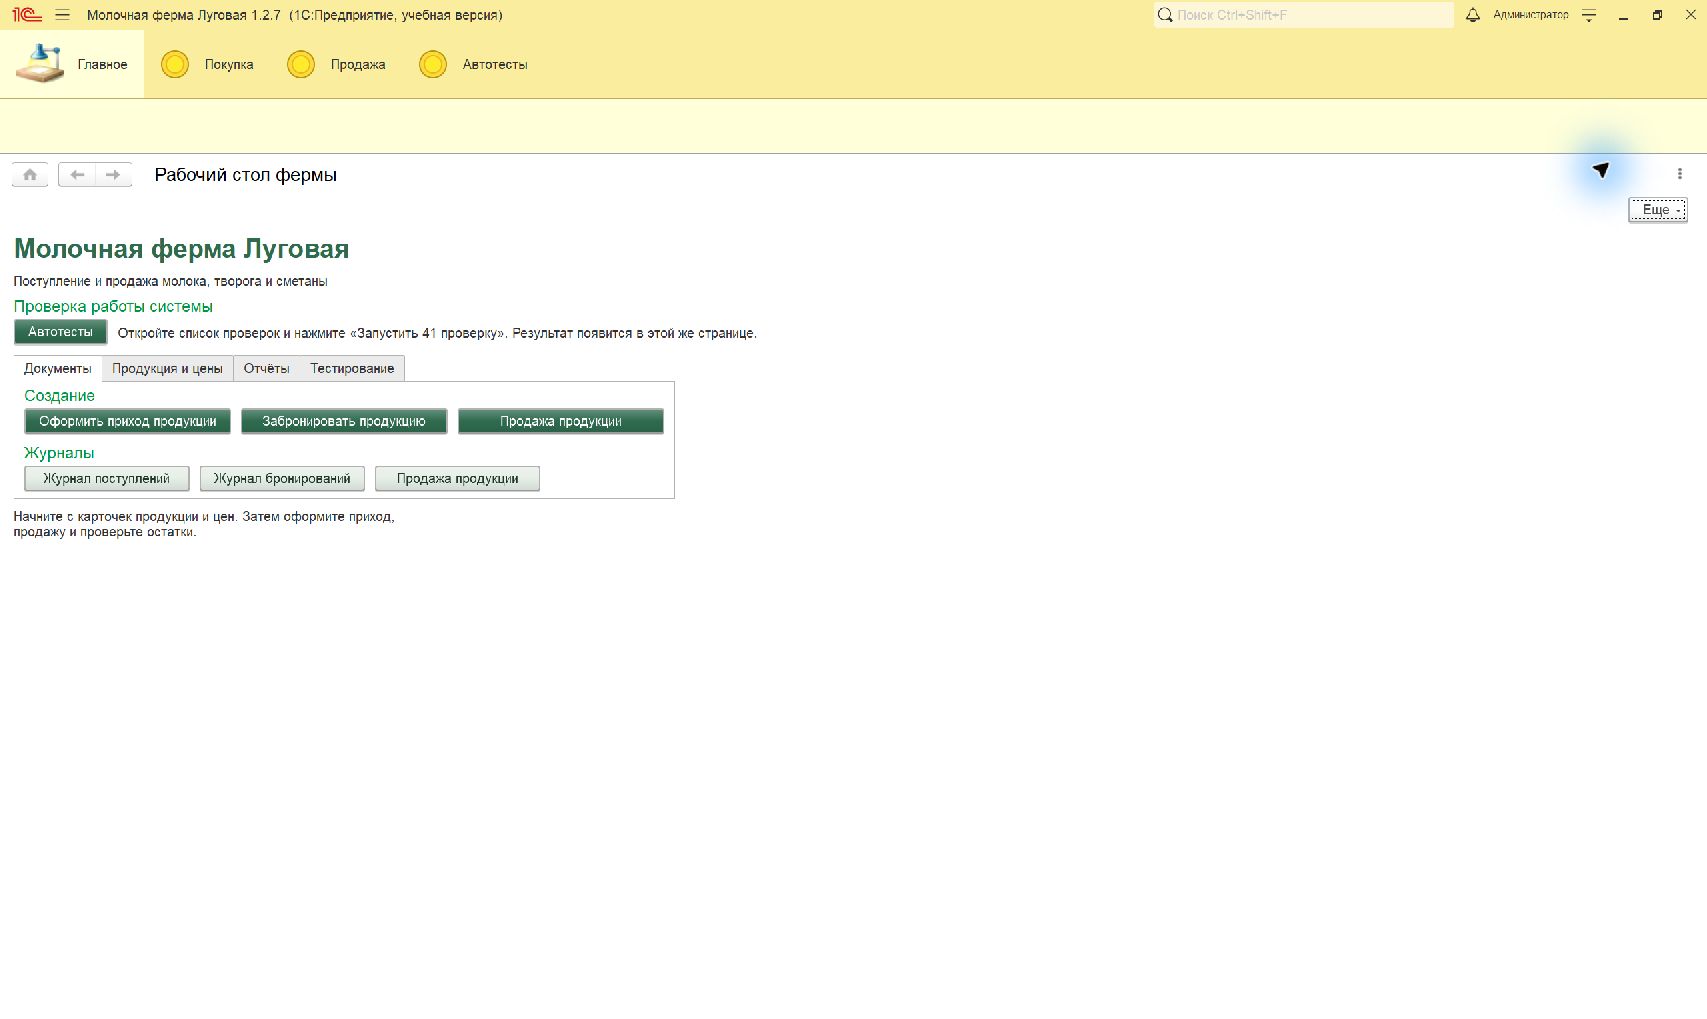 1С Молочная ферма Луговая 1.2.7 (1С:Предприятие, учебная версия) Поиск Ctrl+Shift+F Администратор
Главное Покупка Продажа Автотесты
Рабочий стол фермы
Еще
Молочная ферма Луговая
Поступление и продажа молока, творога и сметаны
Проверка работы системы
Автотесты Откройте список проверок и нажмите «Запустить 41 проверку». Результат появится в этой же странице.
Документы Продукция и цены Отчёты Тестирование
Создание
Оформить приход продукции Забронировать продукцию Продажа продукции
Журналы
Журнал поступлений Журнал бронирований Продажа продукции
Начните с карточек продукции и цен. Затем оформите приход,
продажу и проверьте остатки.